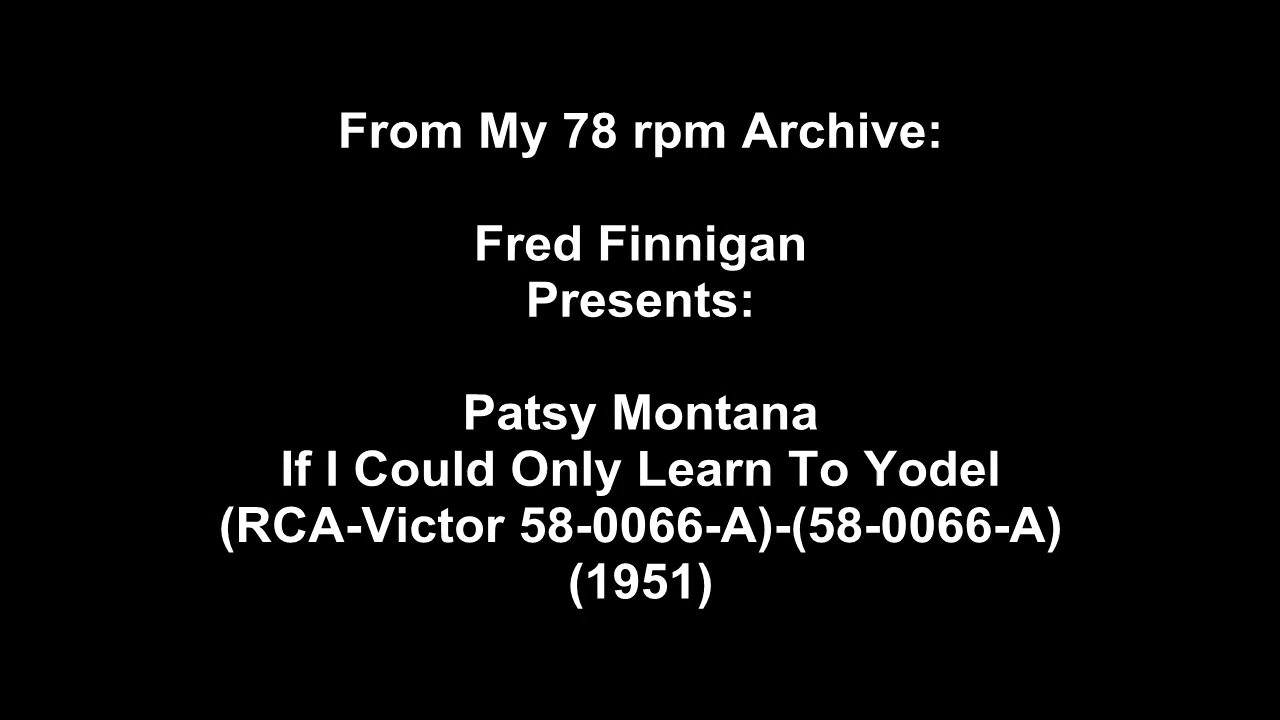 From My 78 rpm Archive:
Fred Finnigan
Presents:
Patsy Montana
If I Could Only Learn To Yodel
(RCA-Victor 58-0066-A)-(58-0066-A)
(1951)